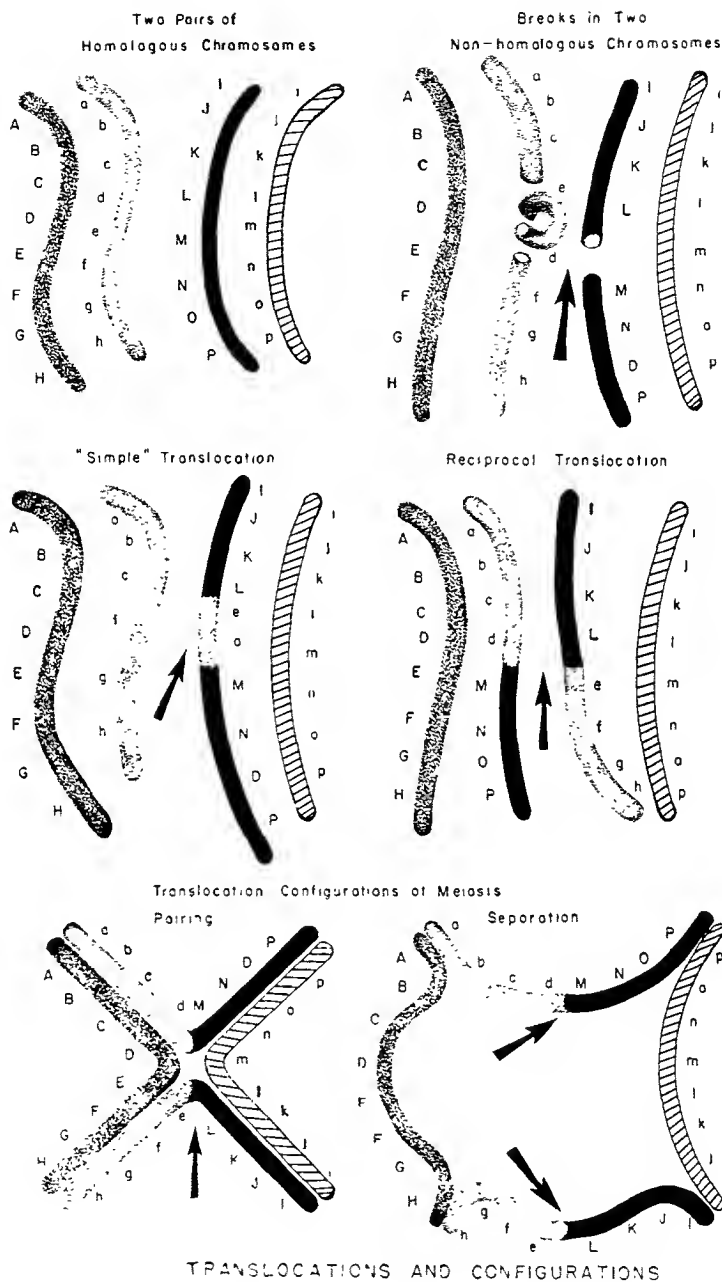 Two Pairs of
Homologous Chromosomes
Breaks in Two
Non-homologous Chromosomes
A B C D E F G H
a b c d e f g h
I J K L M N O P
i j k l m n o p
A B C D E F G H
a b c e d f g h
I J K L M N D P
i j k l m n o p
"Simple" Translocation
Reciprocal Translocation
A B C D E F G H
a b c f g h
I J K L e a M N D P
i j k l m n o p
A B C D E F G H
a b c d M N O P
I J K L e f g h
i j k l m n a p
Translocation Configurations of Meiosis
Pairing
Separation
a b c d M N D P
A B C D E F G H
p o n m l k j i
h g f e L K J I
a b c d M N O P
A B C D F F G H
p o n m l k j i
h g f e L K J I
TRANSLOCATIONS AND CONFIGURATIONS